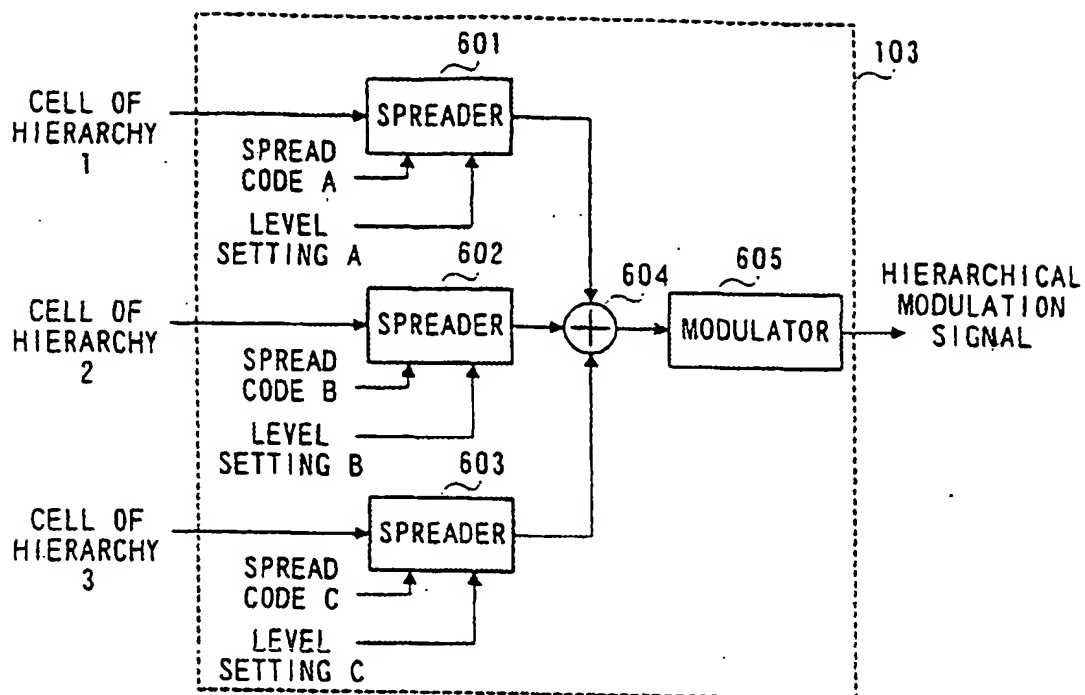 601
103
CELL OF
HIERARCHY
1
SPREADER
SPREAD
CODE A
LEVEL
SETTING A
602
CELL OF
HIERARCHY
2
SPREADER
SPREAD
CODE B
LEVEL
SETTING B
604
605
MODULATOR
HIERARCHICAL
MODULATION
SIGNAL
603
CELL OF
HIERARCHY
3
SPREADER
SPREAD
CODE C
LEVEL
SETTING C